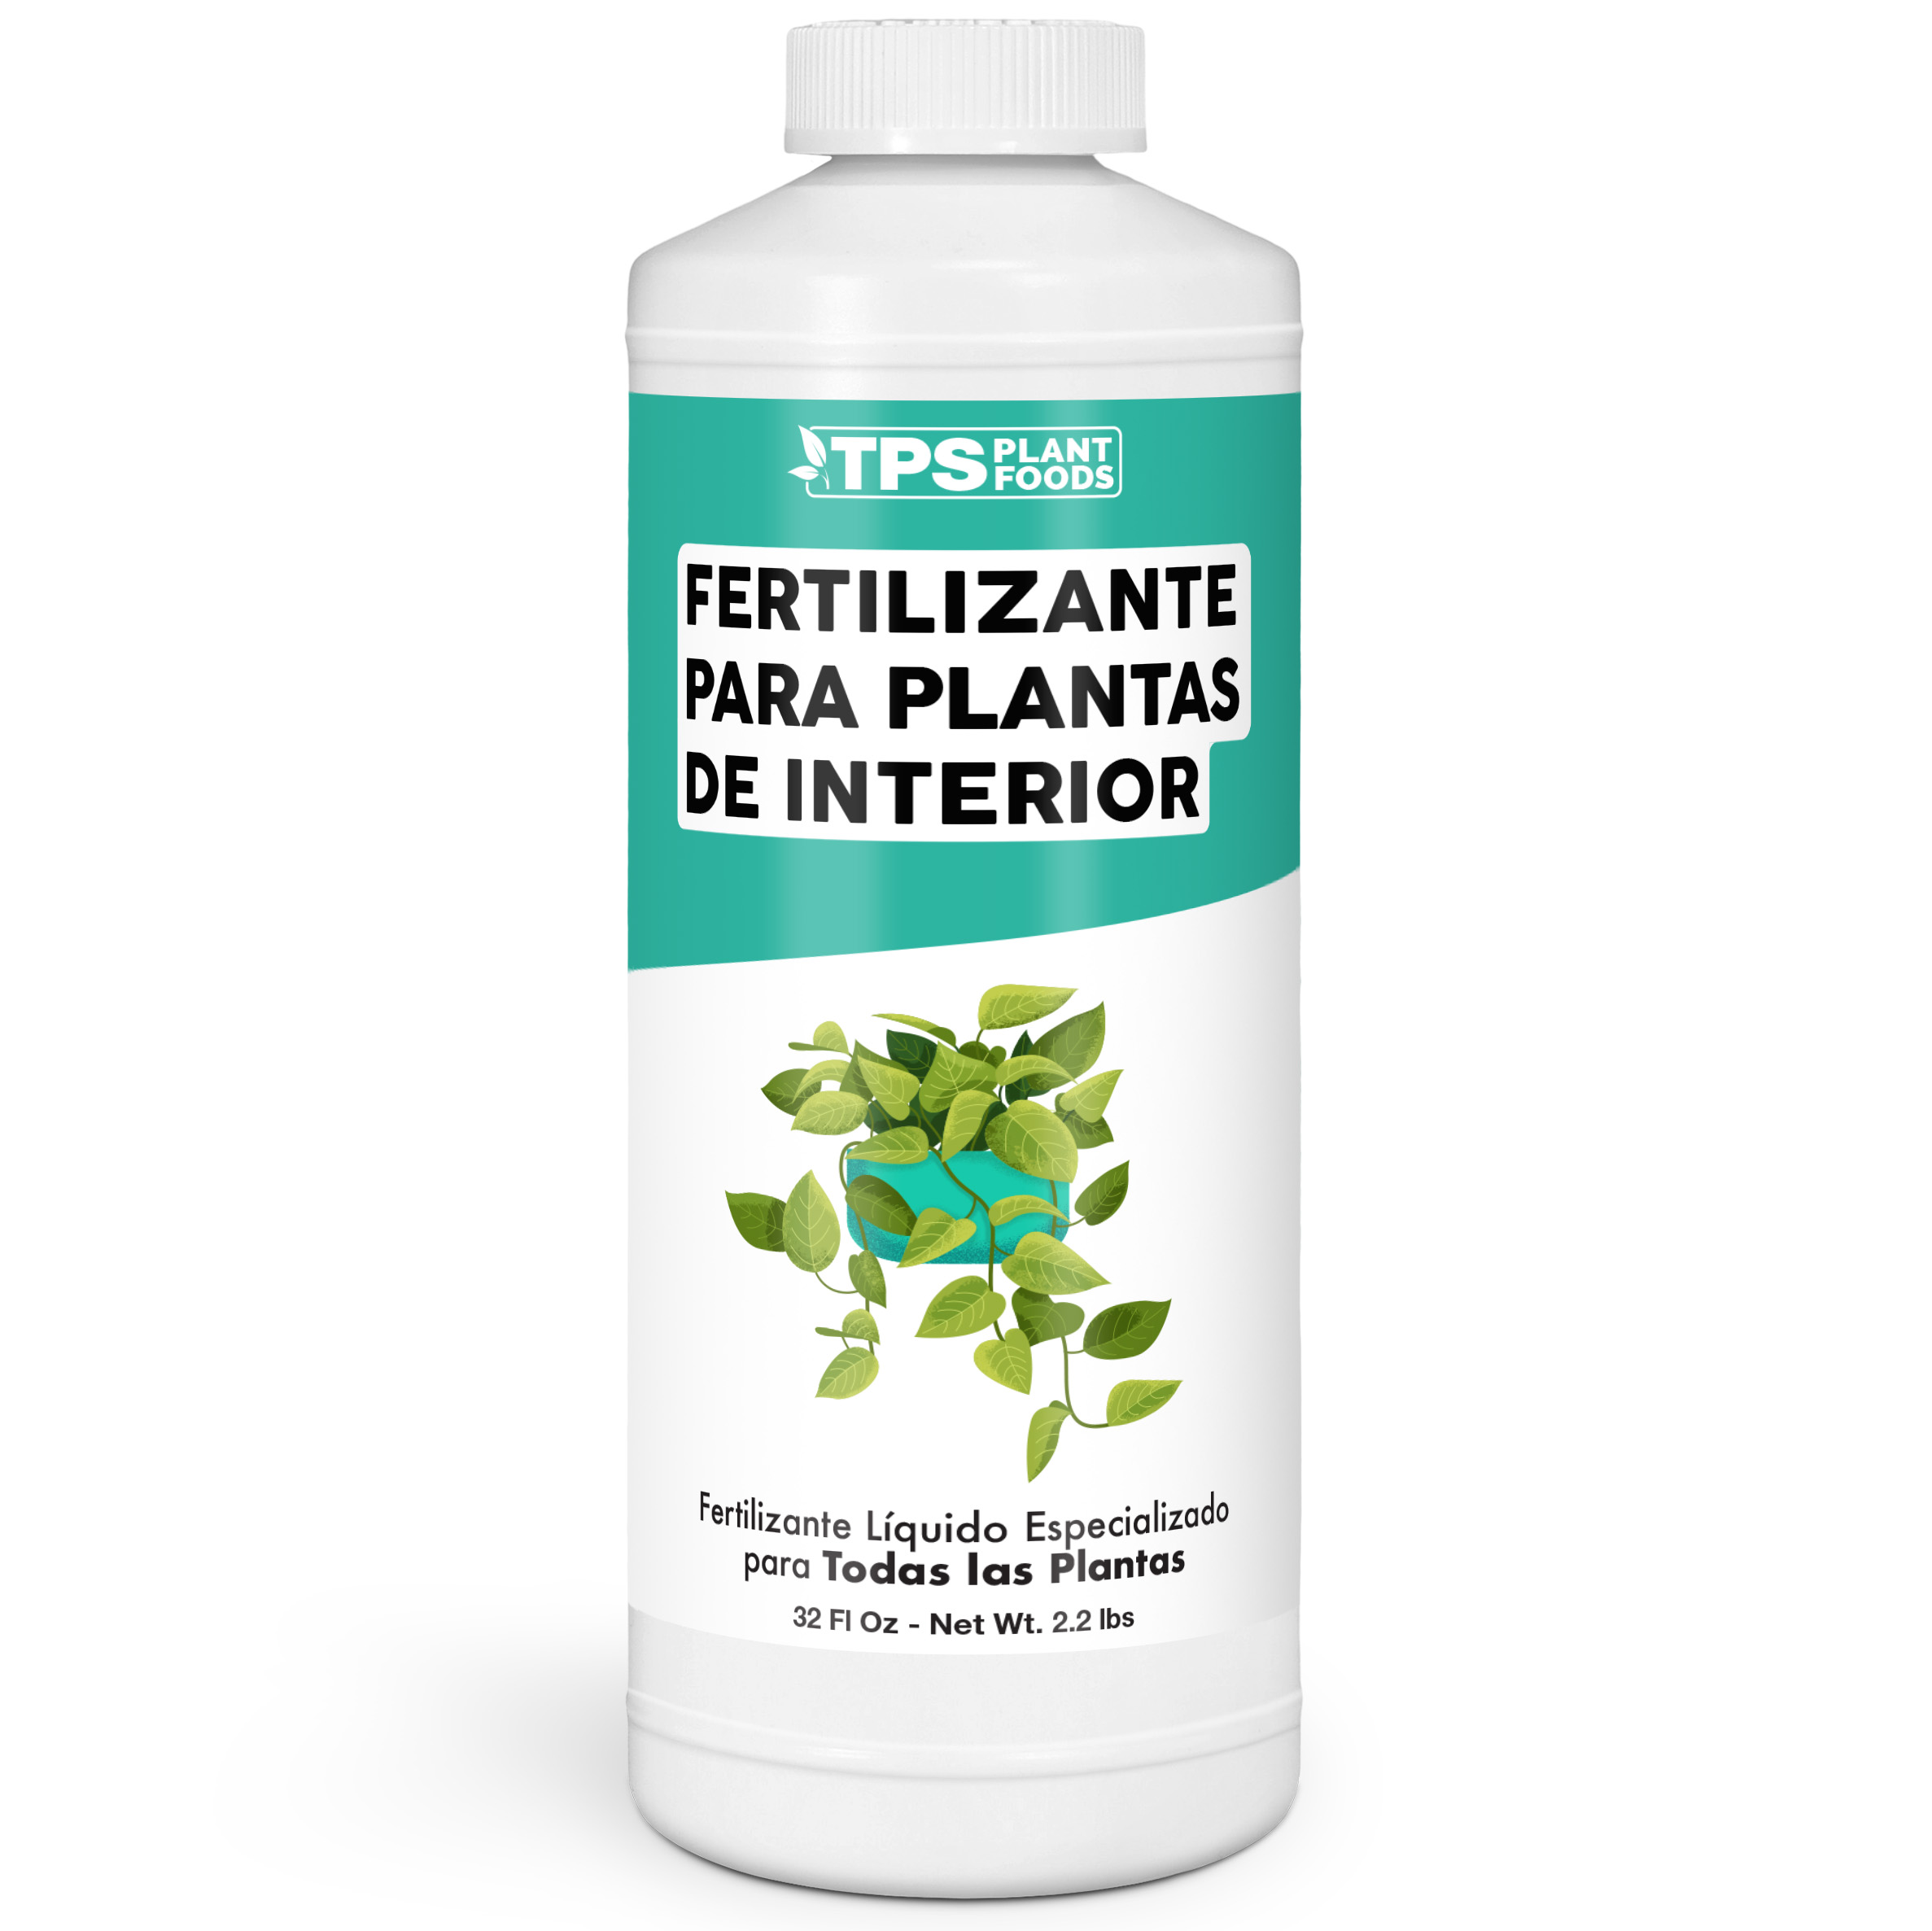 TPS PLANT FOODS
FERTILIZANTE
PARA PLANTAS
DE INTERIOR
Fertilizante Líquido Especializado
para Todas las Plantas
32 Fl Oz - Net Wt. 2.2 lbs